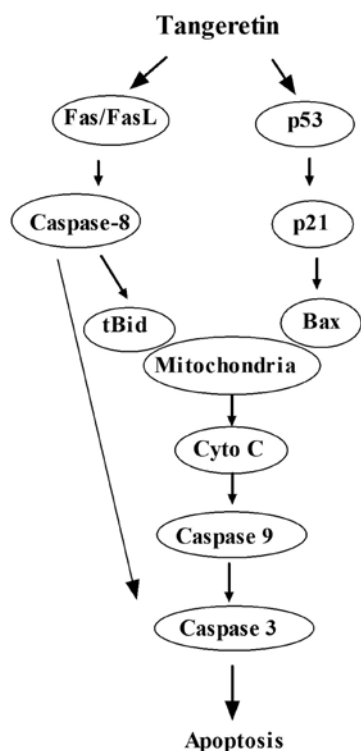 Tangeretin
Fas/FasL
p53
Caspase-8
p21
tBid
Bax
Mitochondria
Cyto C
Caspase 9
Caspase 3
Apoptosis